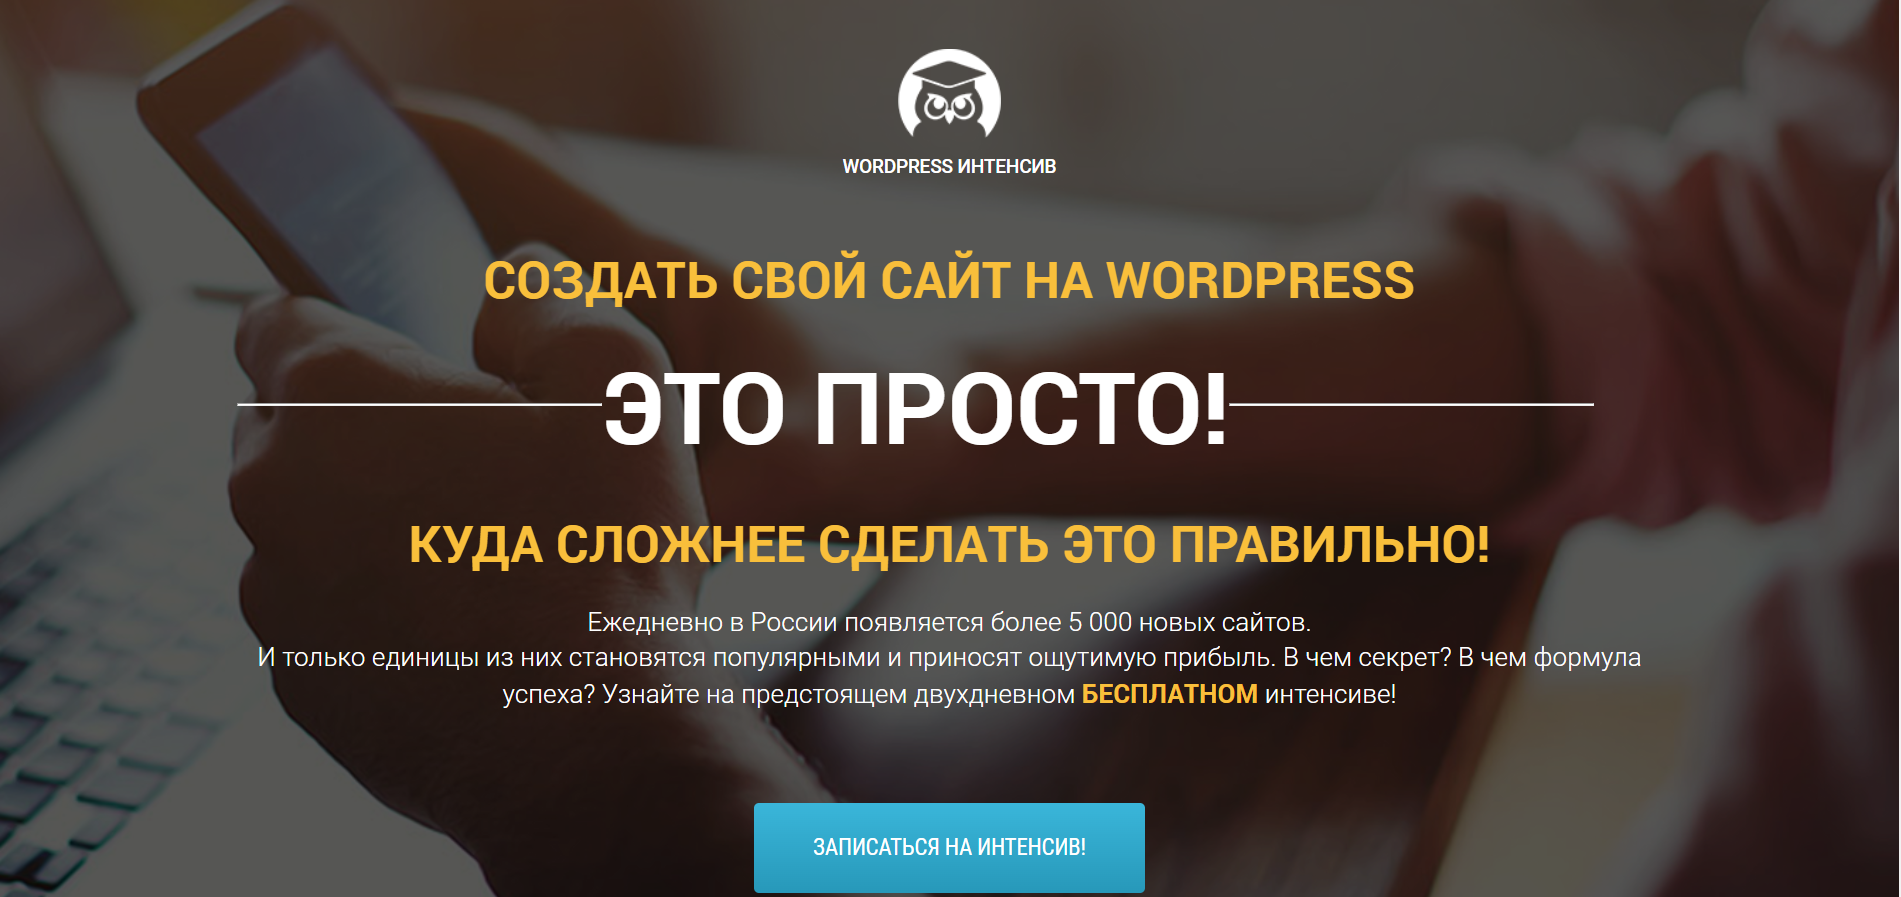 WORDPRESS ИНТЕНСИВ
СОЗДАТЬ СВОЙ САЙТ НА WORDPRESS
ЭТО ПРОСТО!
КУДА СЛОЖНЕЕ СДЕЛАТЬ ЭТО ПРАВИЛЬНО!
Ежедневно в России появляется более 5 000 новых сайтов.
И только единицы из них становятся популярными и приносят ощутимую прибыль. В чем секрет? В чем формула
успеха? Узнайте на предстоящем двухдневном БЕСПЛАТНОМ интенсиве!
ЗАПИСАТЬСЯ НА ИНТЕНСИВ!